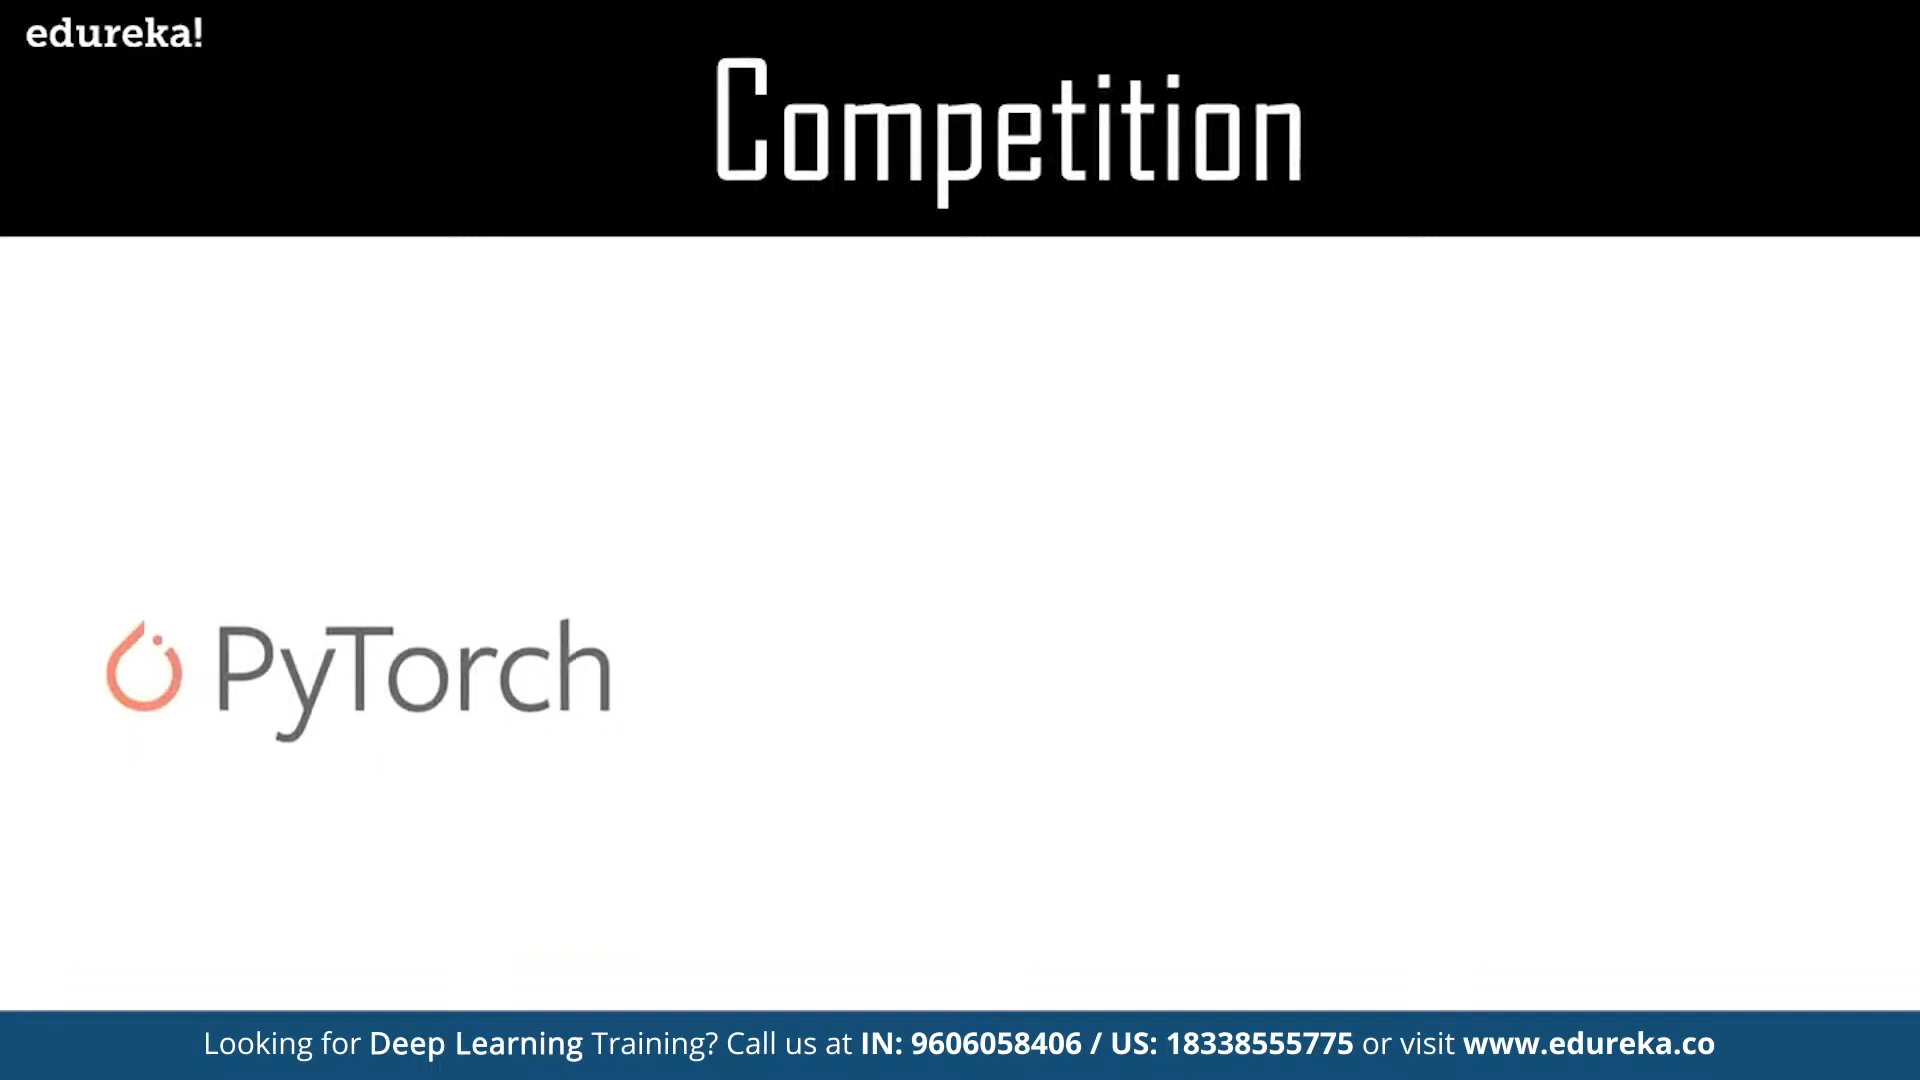 edureka!
Competition
PyTorch
Looking for Deep Learning Training? Call us at IN: 9606058406 / US: 18338555775 or visit www.edureka.co